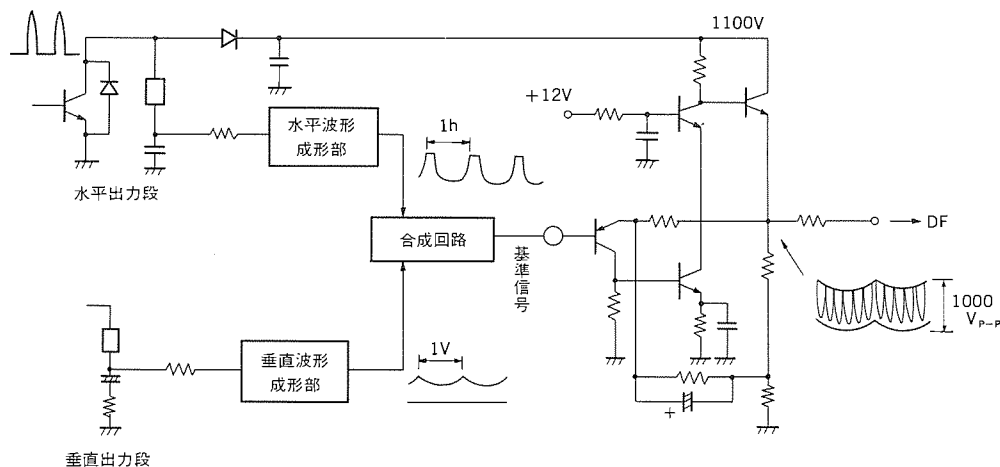 1100V
+12V
水平波形
成形部
1h
水平出力段
合成回路
基準信号
DF
1000
VP-P
垂直波形
成形部
1V
+
垂直出力段